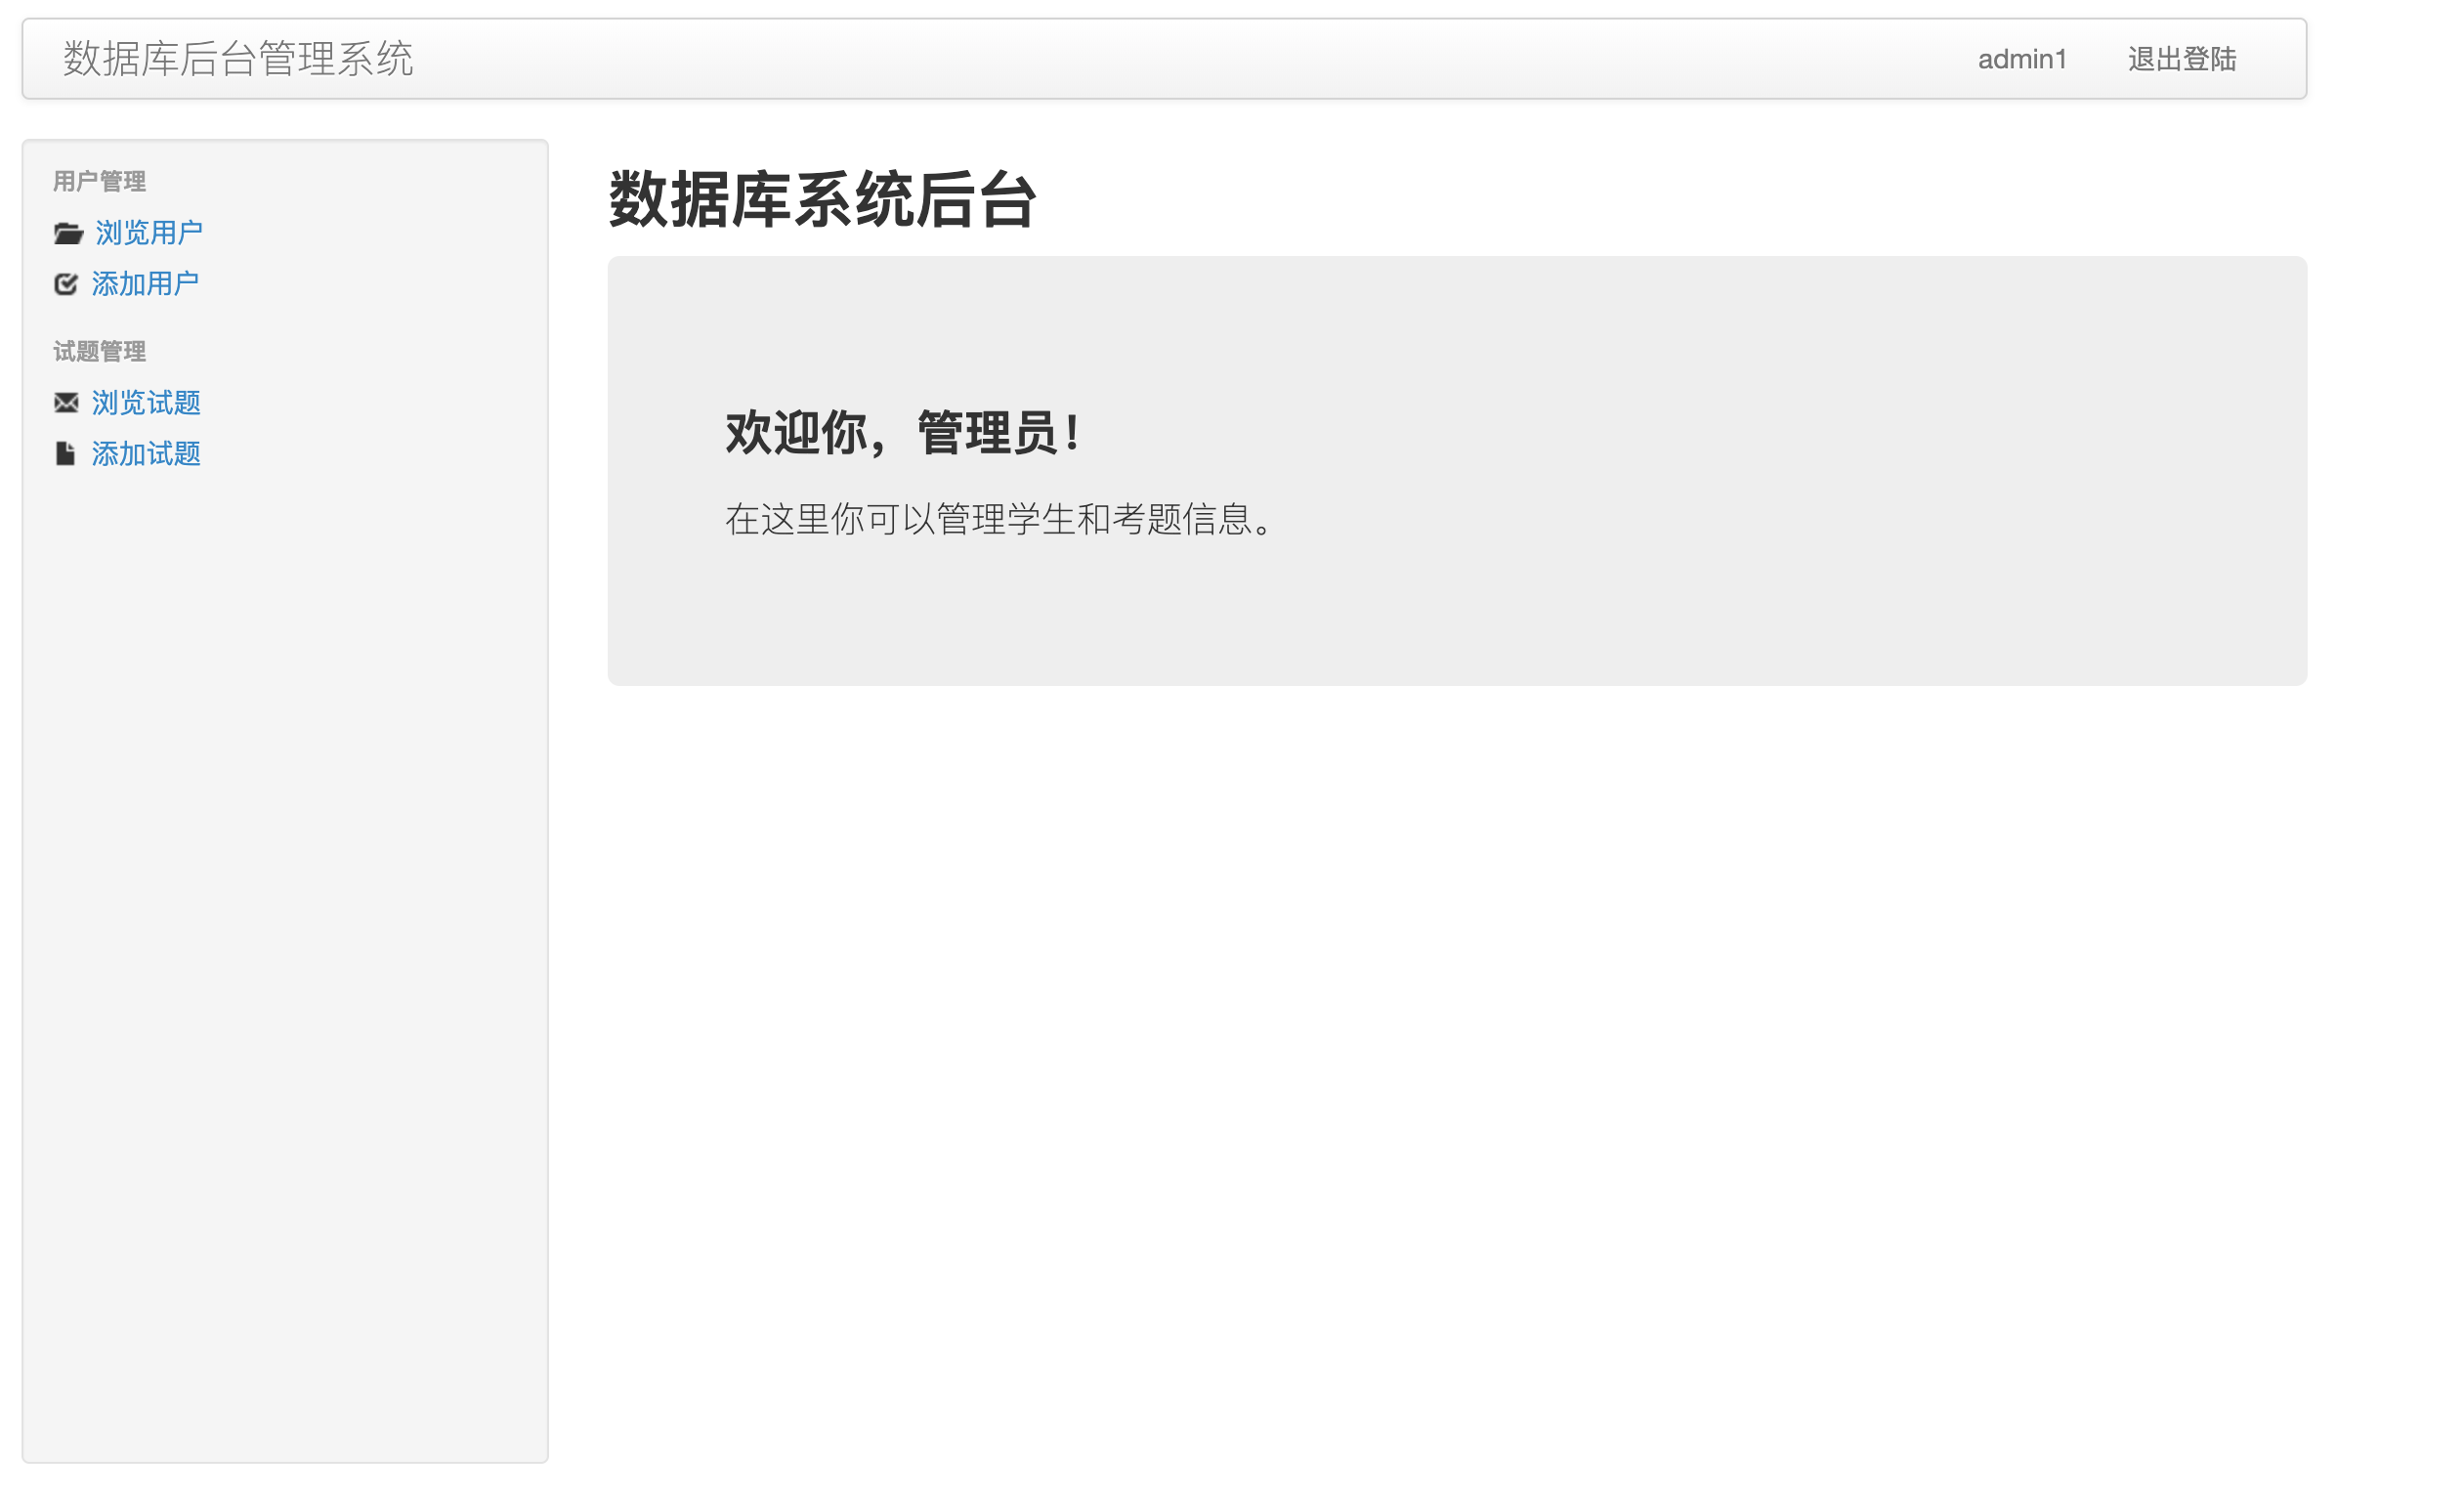 数据库后台管理系统
admin1 退出登陆
用户管理
浏览用户
添加用户
试题管理
浏览试题
添加试题
数据库系统后台
欢迎你，管理员！
在这里你可以管理学生和考题信息。